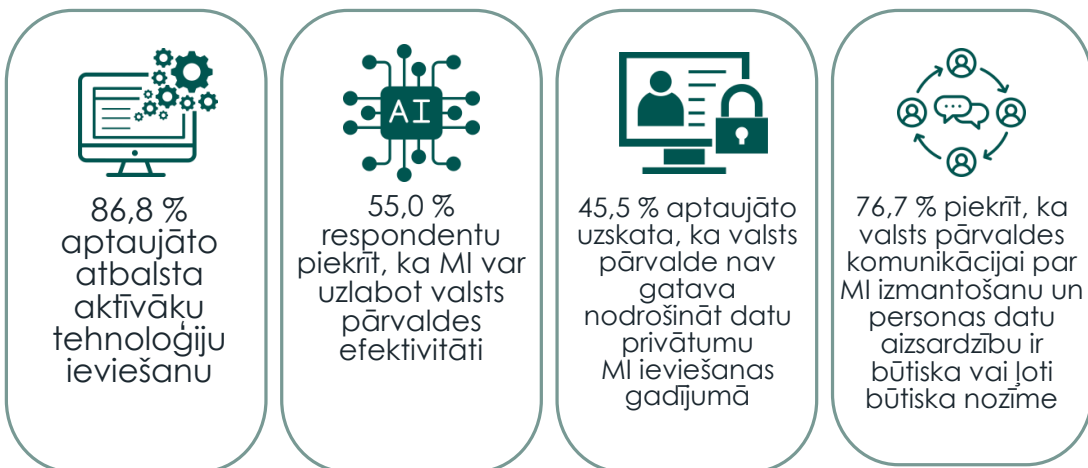 86,8 %
aptaujāto
atbalsta
aktīvāku
tehnoloģiju
ieviešanu
AI
55,0 %
respondentu
piekrīt, ka MI var
uzlabot valsts
pārvaldes
efektivitāti
45,5 % aptaujāto
uzskata, ka valsts
pārvalde nav
gatava
nodrošināt datu
privātumu
MI ieviešanas
gadījumā
76,7 % piekrīt, ka
valsts pārvaldes
komunikācijai par
MI izmantošanu un
personas datu
aizsardzību ir
būtiska vai ļoti
būtiska nozīme